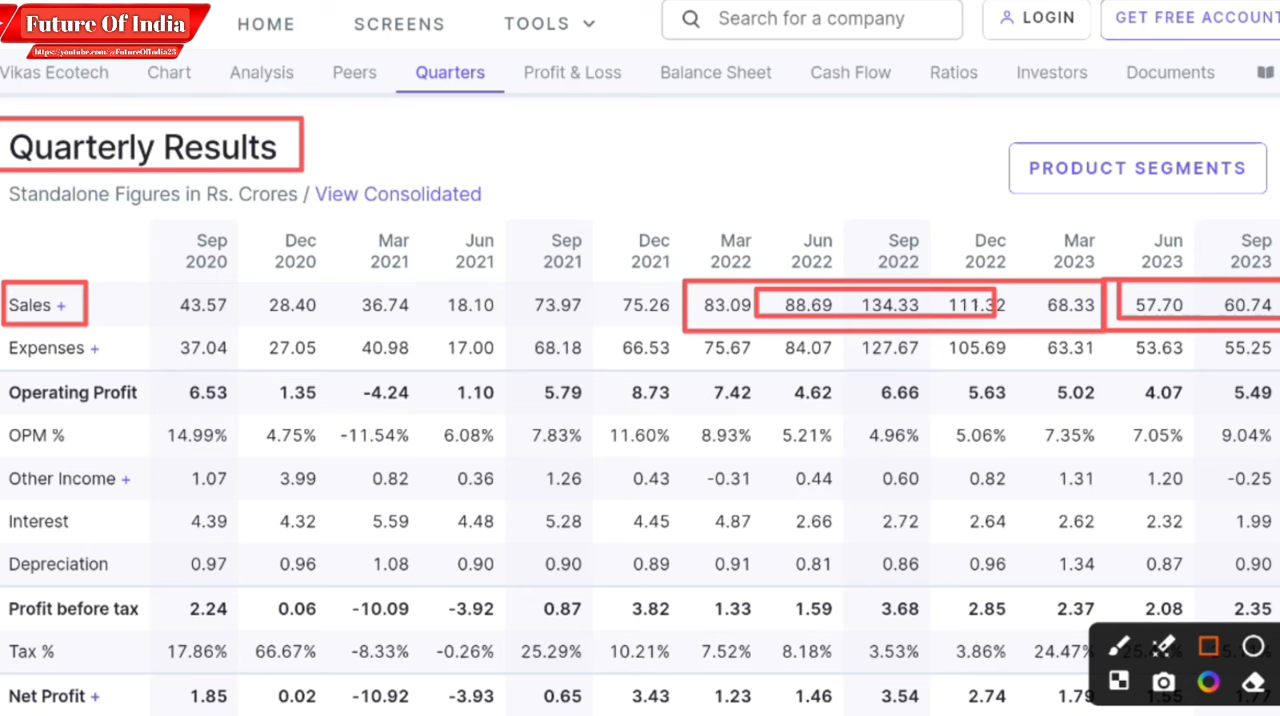 Future Of India
https://youtube.com/@FutureOfIndia23
HOME SCREENS TOOLS Search for a company LOGIN GET FREE ACCOUNT
Vikas Ecotech Chart Analysis Peers Quarters Profit & Loss Balance Sheet Cash Flow Ratios Investors Documents
Quarterly Results
PRODUCT SEGMENTS
Standalone Figures in Rs. Crores / View Consolidated
Sep 2020 Dec 2020 Mar 2021 Jun 2021 Sep 2021 Dec 2021 Mar 2022 Jun 2022 Sep 2022 Dec 2022 Mar 2023 Jun 2023 Sep 2023
Sales + 43.57 28.40 36.74 18.10 73.97 75.26 83.09 88.69 134.33 111.32 68.33 57.70 60.74
Expenses + 37.04 27.05 40.98 17.00 68.18 66.53 75.67 84.07 127.67 105.69 63.31 53.63 55.25
Operating Profit 6.53 1.35 -4.24 1.10 5.79 8.73 7.42 4.62 6.66 5.63 5.02 4.07 5.49
OPM % 14.99% 4.75% -11.54% 6.08% 7.83% 11.60% 8.93% 5.21% 4.96% 5.06% 7.35% 7.05% 9.04%
Other Income + 1.07 3.99 0.82 0.36 1.26 0.43 -0.31 0.44 0.60 0.82 1.31 1.20 -0.25
Interest 4.39 4.32 5.59 4.48 5.28 4.45 4.87 2.66 2.72 2.64 2.62 2.32 1.99
Depreciation 0.97 0.96 1.08 0.90 0.90 0.89 0.91 0.81 0.86 0.96 1.34 0.87 0.90
Profit before tax 2.24 0.06 -10.09 -3.92 0.87 3.82 1.33 1.59 3.68 2.85 2.37 2.08 2.35
Tax % 17.86% 66.67% -8.33% -0.26% 25.29% 10.21% 7.52% 8.18% 3.53% 3.86% 24.47%
Net Profit + 1.85 0.02 -10.92 -3.93 0.65 3.43 1.23 1.46 3.54 2.74 1.79 1.55 1.77